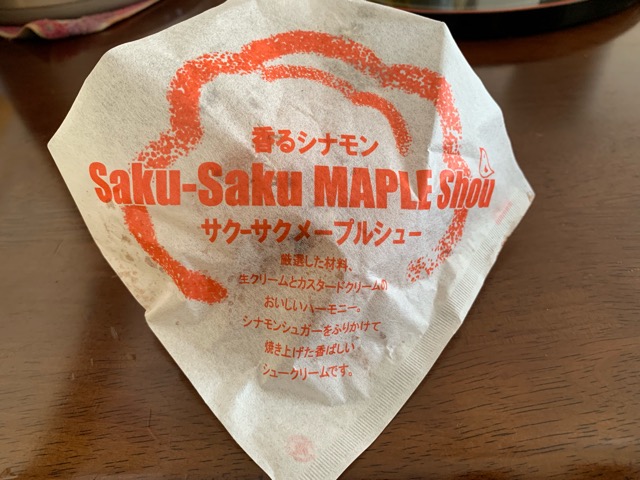 香るシナモン
Saku-Saku MAPLE Shou
サクーサクメープルシュー
厳選した材料、
生クリームとカスタードクリームの
おいしいハーモニー。
シナモンシュガーをふりかけて
焼き上げた香ばしい
シュークリームです。